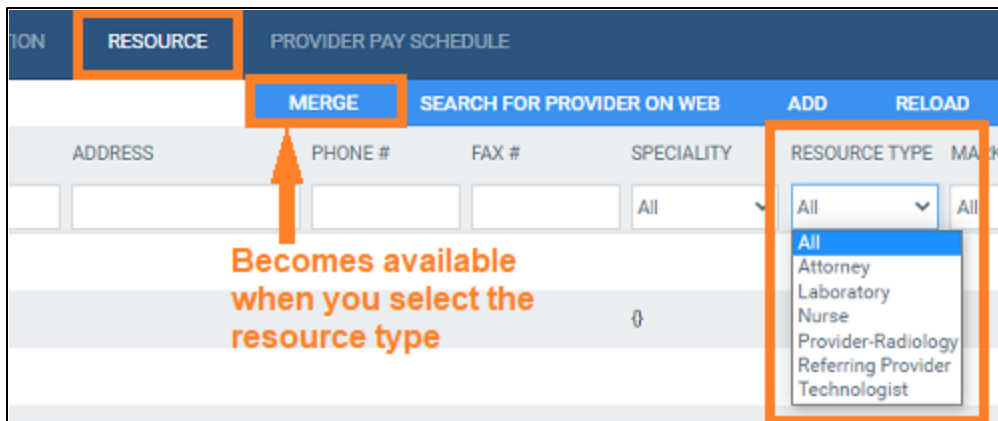 TION RESOURCE PROVIDER PAY SCHEDULE
MERGE SEARCH FOR PROVIDER ON WEB ADD RELOAD
ADDRESS PHONE # FAX # SPECIALITY RESOURCE TYPE MARK
All All All
All
Attorney
Laboratory
Nurse
Provider-Radiology
Referring Provider
Technologist
Becomes available
when you select the
resource type
{}